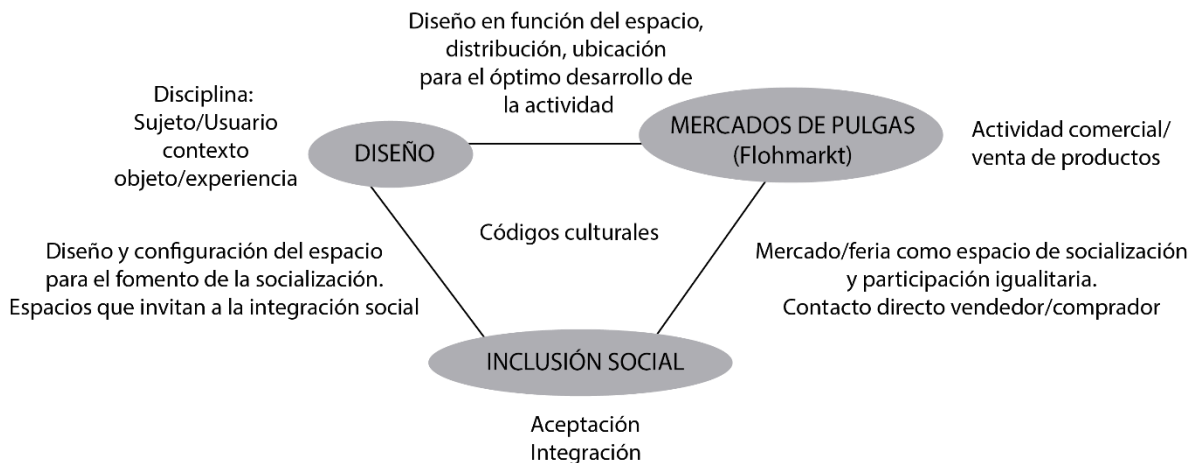 Diseño en función del espacio,
distribución, ubicación
para el óptimo desarrollo de
la actividad
Disciplina:
Sujeto/Usuario
contexto
objeto/experiencia
DISEÑO
MERCADOS DE PULGAS
(Flohmarkt)
Actividad comercial/
venta de productos
Códigos culturales
Diseño y configuración del espacio
para el fomento de la socialización.
Espacios que invitan a la integración social
Mercado/feria como espacio de socialización
y participación igualitaria.
Contacto directo vendedor/comprador
INCLUSIÓN SOCIAL
Aceptación
Integración